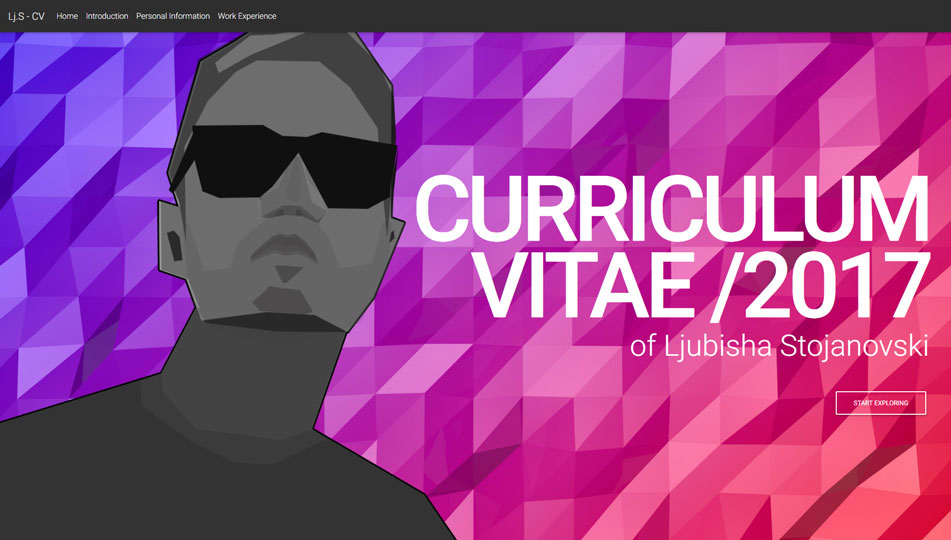 Lj.S - CV Home Introduction Personal Information Work Experience
CURRICULUM
VITAE /2017
of Ljubisha Stojanovski
START EXPLORING